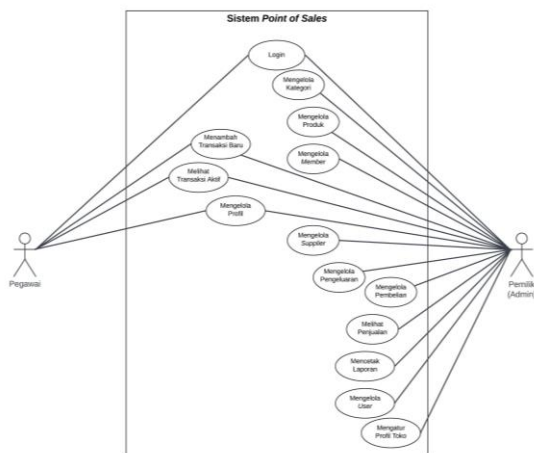 Sistem Point of Sales
Login
Mengelola
Kategori
Mengelola
Produk
Menambah
Transaksi Baru
Mengelola
Member
Melihat
Transaksi Aktif
Mengelola
Profil
Mengelola
Supplier
Pegawai
Pemilik
(Admin)
Mengelola
Pengeluaran
Mengelola
Pembelian
Melihat
Penjualan
Mencetak
Laporan
Mengelola
User
Mengatur
Profil Toko